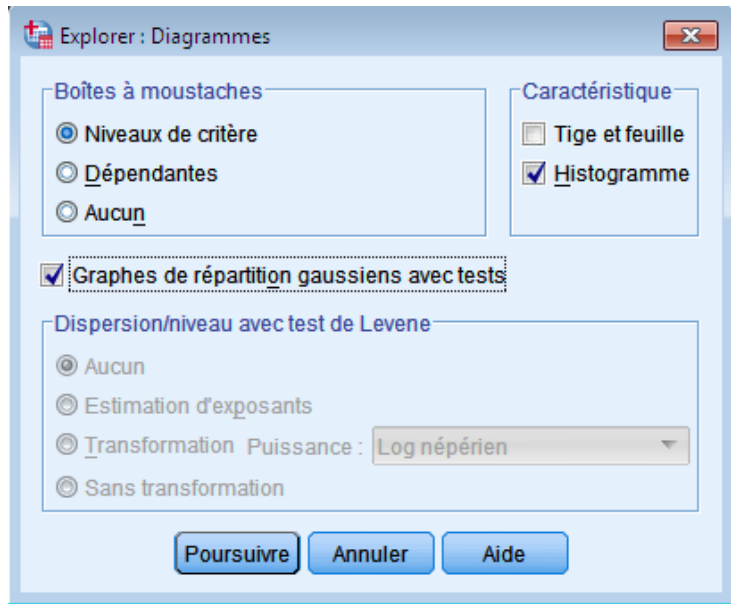 Explorer : Diagrammes
Boîtes à moustaches
Niveaux de critère
Dépendantes
Aucun
Caractéristique
Tige et feuille
Histogramme
Graphes de répartition gaussiens avec tests
Dispersion/niveau avec test de Levene
Aucun
Estimation d'exposants
Transformation Puissance : Log népérien
Sans transformation
Poursuivre Annuler Aide